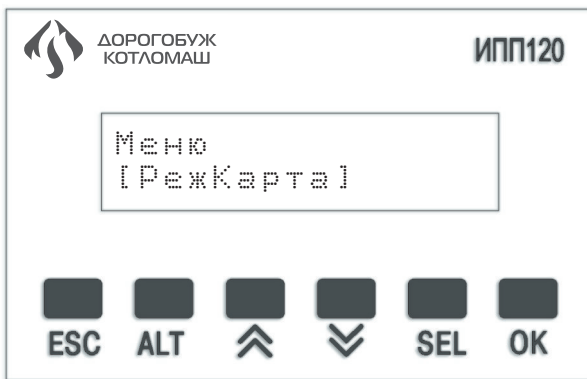 ДОРОГОБУЖ
КОТЛОМАШ
ИПП120
Меню
[РежКарта]
ESC ALT SEL OK